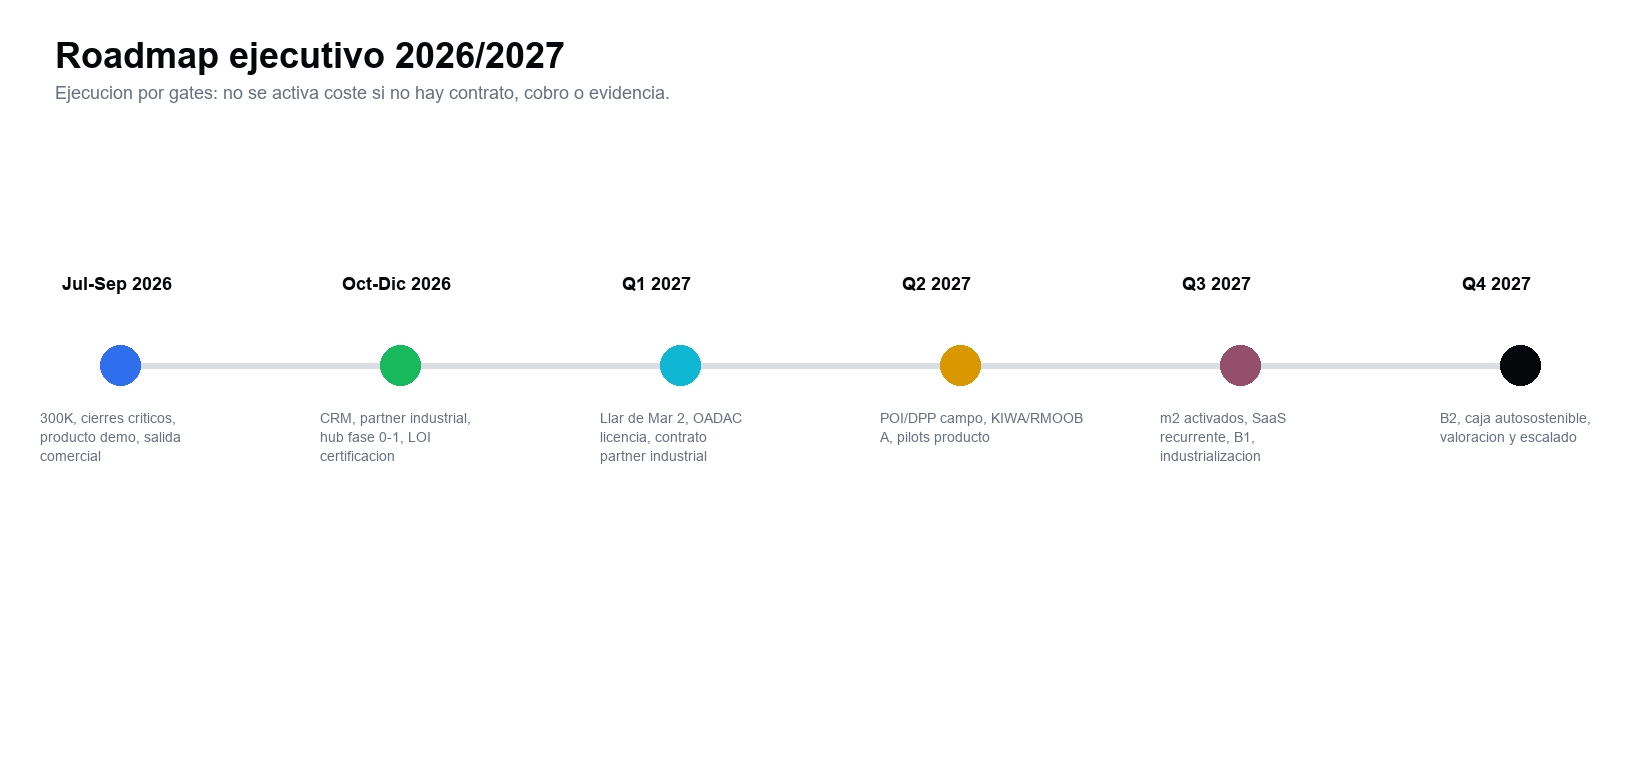 Roadmap ejecutivo 2026/2027
Ejecucion por gates: no se activa coste si no hay contrato, cobro o evidencia.
Jul-Sep 2026
300K, cierres criticos,
producto demo, salida
comercial
Oct-Dic 2026
CRM, partner industrial,
hub fase 0-1, LOI
certificacion
Q1 2027
Llar de Mar 2, OADAC
licencia, contrato
partner industrial
Q2 2027
POI/DPP campo, KIWA/RMOOB
A, pilots producto
Q3 2027
m2 activados, SaaS
recurrente, B1,
industrializacion
Q4 2027
B2, caja autosostenible,
valoracion y escalado